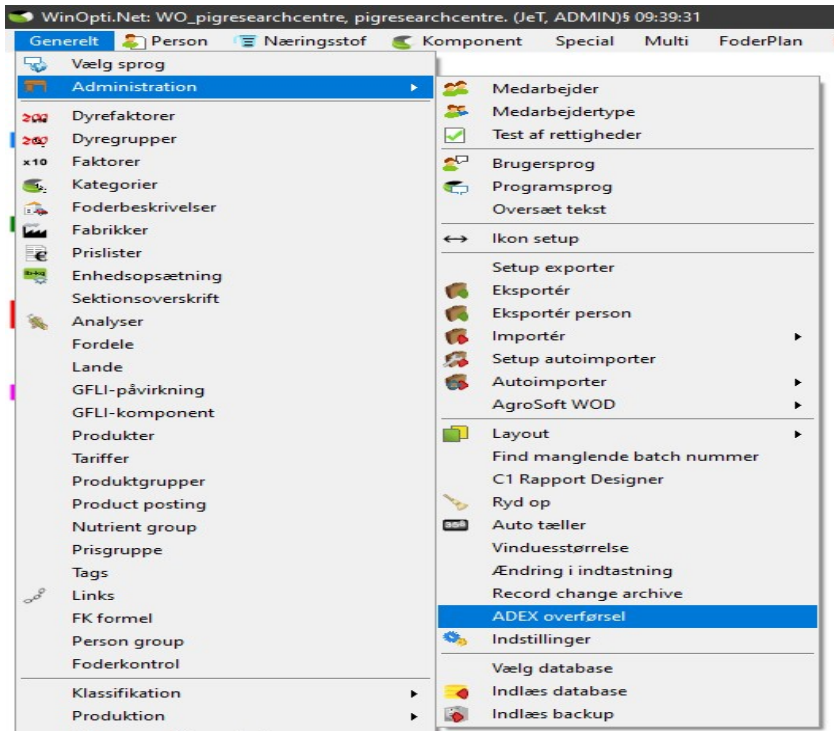 WinOpti.Net: WO_pigresearchcentre, pigresearchcentre. (JeT, ADMIN)§ 09:39:31
Generelt Person Næringsstof Komponent Special Multi FoderPlan
Vælg sprog
Administration
Dyrefaktorer
Dyregrupper
x10 Faktorer
Kategorier
Foderbeskrivelser
Fabrikker
Prislister
Enhedsopsætning
Sektionsoverskrift
Analyser
Fordele
Lande
GFLI-påvirkning
GFLI-komponent
Produkter
Tariffer
Produktgrupper
Product posting
Nutrient group
Prisgruppe
Tags
Links
FK formel
Person group
Foderkontrol
Klassifikation
Produktion
Medarbejder
Medarbejdertype
Test af rettigheder
Brugersprog
Programsprog
Oversæt tekst
Ikon setup
Setup exporter
Eksportér
Eksportér person
Importér
Setup autoimporter
Autoimporter
AgroSoft WOD
Layout
Find manglende batch nummer
C1 Rapport Designer
Ryd op
Auto tæller
Vinduesstørrelse
Ændring i indtastning
Record change archive
ADEX overførsel
Indstillinger
Vælg database
Indlæs database
Indlæs backup